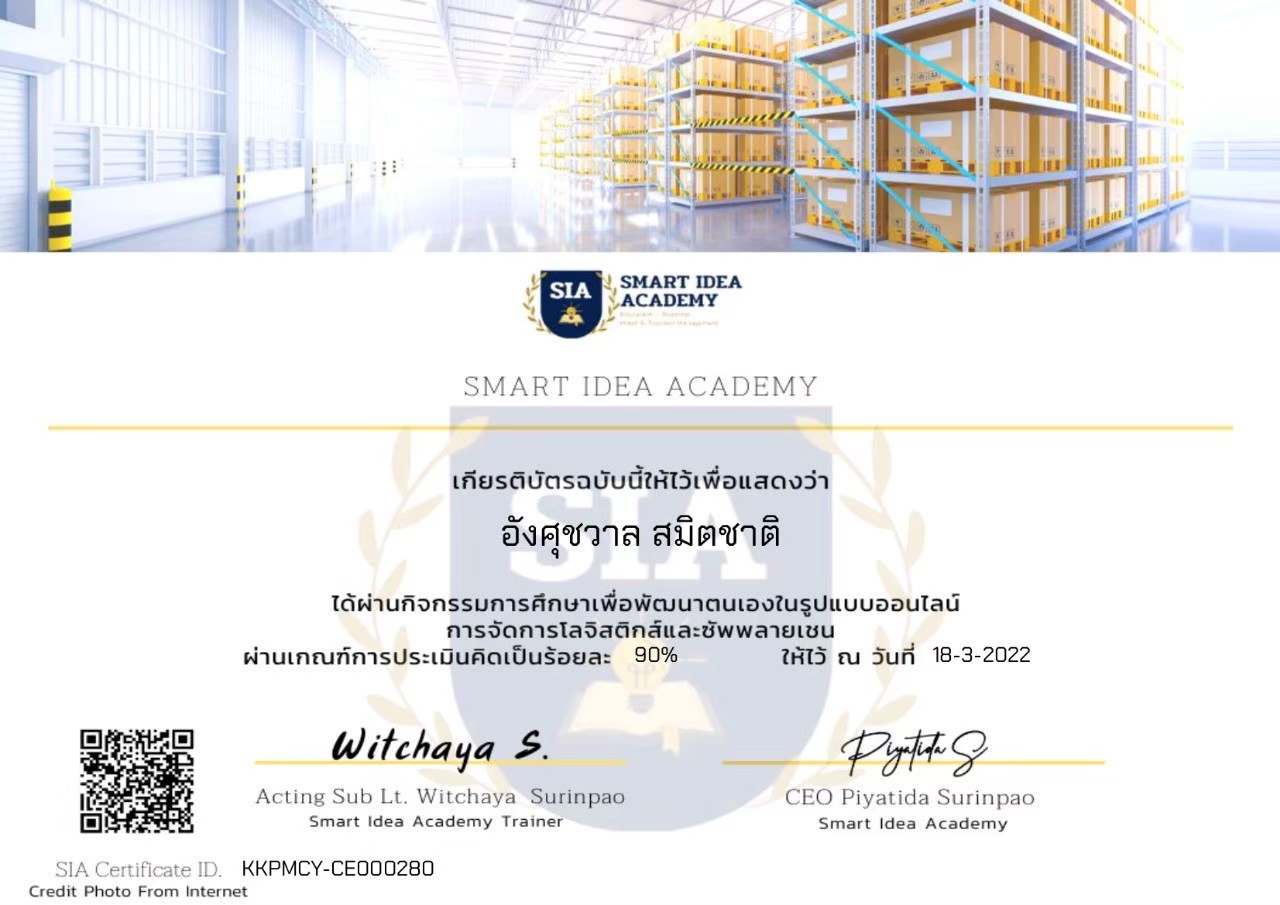 SIA
SMART IDEA
ACADEMY
SMART IDEA ACADEMY
SIA
เกียรติบัตรฉบับนี้ให้ไว้เพื่อแสดงว่า
อังศุชวาล สมิตชาติ
ได้ผ่านกิจกรรมการศึกษาเพื่อพัฒนาตนเองในรูปแบบออนไลน์
การจัดการโลจิสติกส์และซัพพลายเชน
ผ่านเกณฑ์การประเมินคิดเป็นร้อยละ 90% ให้ไว้ ณ วันที่ 18-3-2022
Witchaya S. Piyatida S
Acting Sub Lt. Witchaya Surinpao CEO Piyatida Surinpao
Smart Idea Academy Trainer Smart Idea Academy
SIA Certificate ID. KKPMCY-CE000280
Credit Photo From Internet